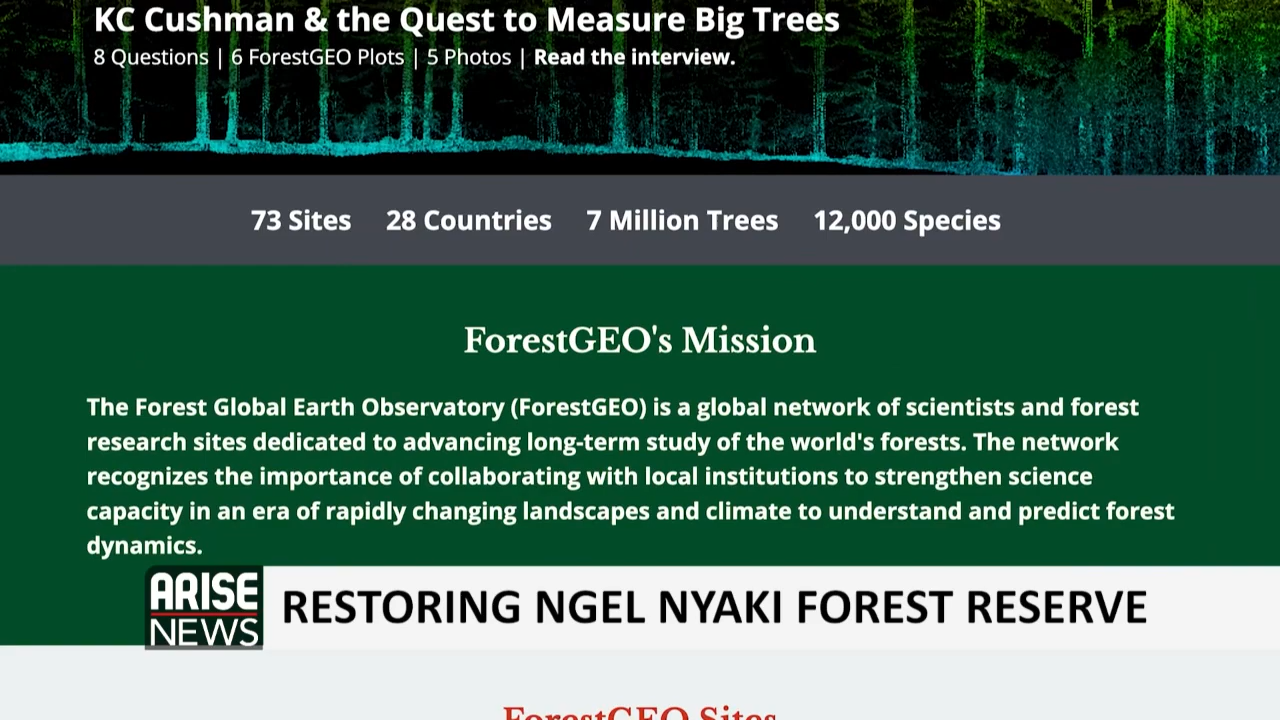 KC Cushman & the Quest to Measure Big Trees
8 Questions | 6 ForestGEO Plots | 5 Photos | Read the interview.
73 Sites 28 Countries 7 Million Trees 12,000 Species
ForestGEO's Mission
The Forest Global Earth Observatory (ForestGEO) is a global network of scientists and forest
research sites dedicated to advancing long-term study of the world's forests. The network
recognizes the importance of collaborating with local institutions to strengthen science
capacity in an era of rapidly changing landscapes and climate to understand and predict forest
dynamics.
ARISE
NEWS
RESTORING NGEL NYAKI FOREST RESERVE
ForestGEO Sites